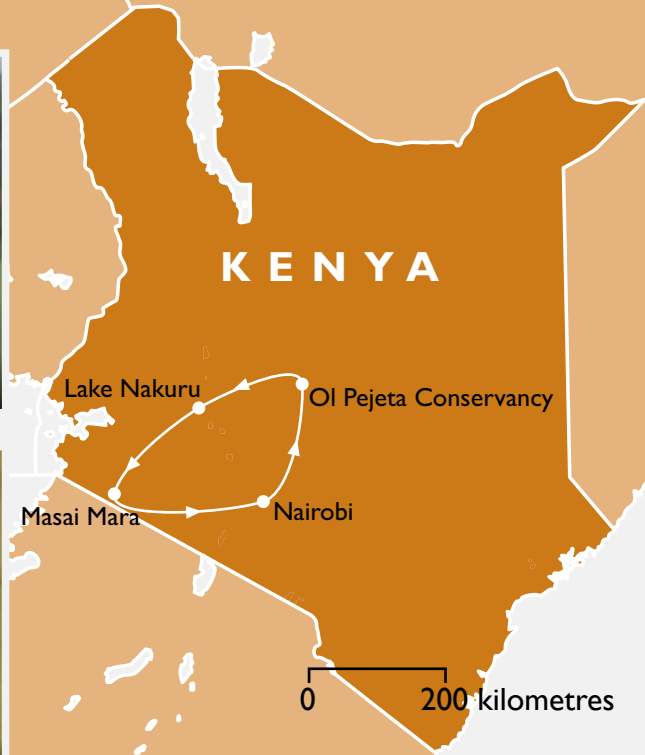 KENYA
Lake Nakuru
Ol Pejeta Conservancy
Masai Mara
Nairobi
0 200 kilometres